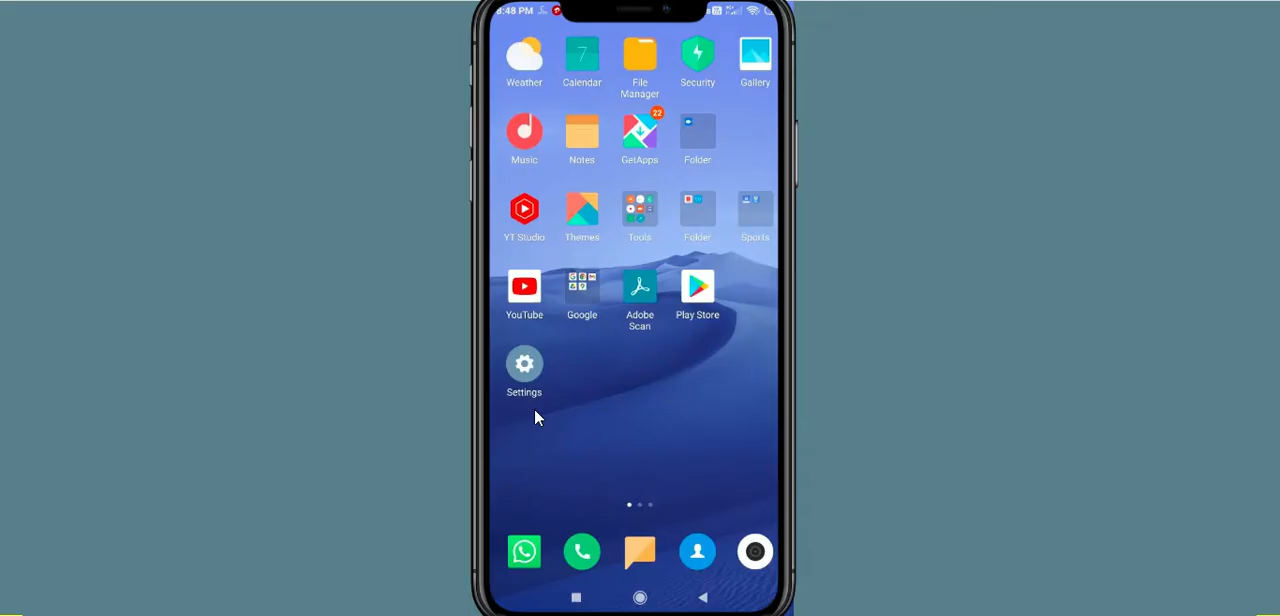 8:48 PM
Weather Calendar File Manager Security Gallery
7
22
Music Notes GetApps Folder
YT Studio Themes Tools Folder Sports
YouTube Google Adobe Scan Play Store
Settings